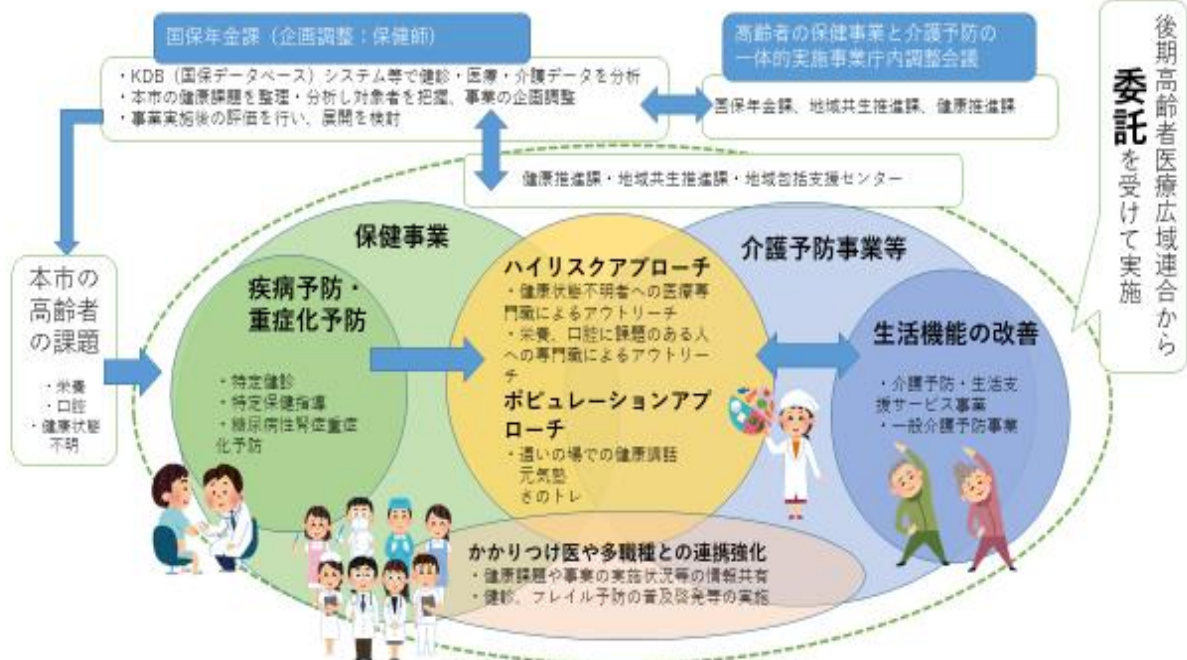 国保年金課（企画調整：保健師）
・KDB（国保データベース）システム等で健診・医療・介護データを分析
・本市の健康課題を整理・分析し対象者を把握、事業の企画調整
・事業実施後の評価を行い、展開を検討
高齢者の保健事業と介護予防の
一体的実施事業庁内調整会議
国保年金課、地域共生推進課、健康推進課
後期高齢者医療広域連合から
委託を受けて実施
健康推進課・地域共生推進課・地域包括支援センター
本市の
高齢者
の課題
・栄養
・口腔
・健康状態
不明
保健事業
疾病予防・
重症化予防
・特定健診
・特定保健指導
・糖尿病性腎症重症
化予防
ハイリスクアプローチ
・健康状態不明者への医療専
門職によるアウトリーチ
・栄養、口腔に課題のある人
への専門職によるアウトリー
チ
ポピュレーションアプ
ローチ
・通いの場での健康講話
元気塾
さのトレ
介護予防事業等
生活機能の改善
・介護予防・生活支
援サービス事業
・一般介護予防事業
かかりつけ医や多職種との連携強化
・健康課題や事業の実施状況等の情報共有
・健診、フレイル予防の普及啓発等の実施